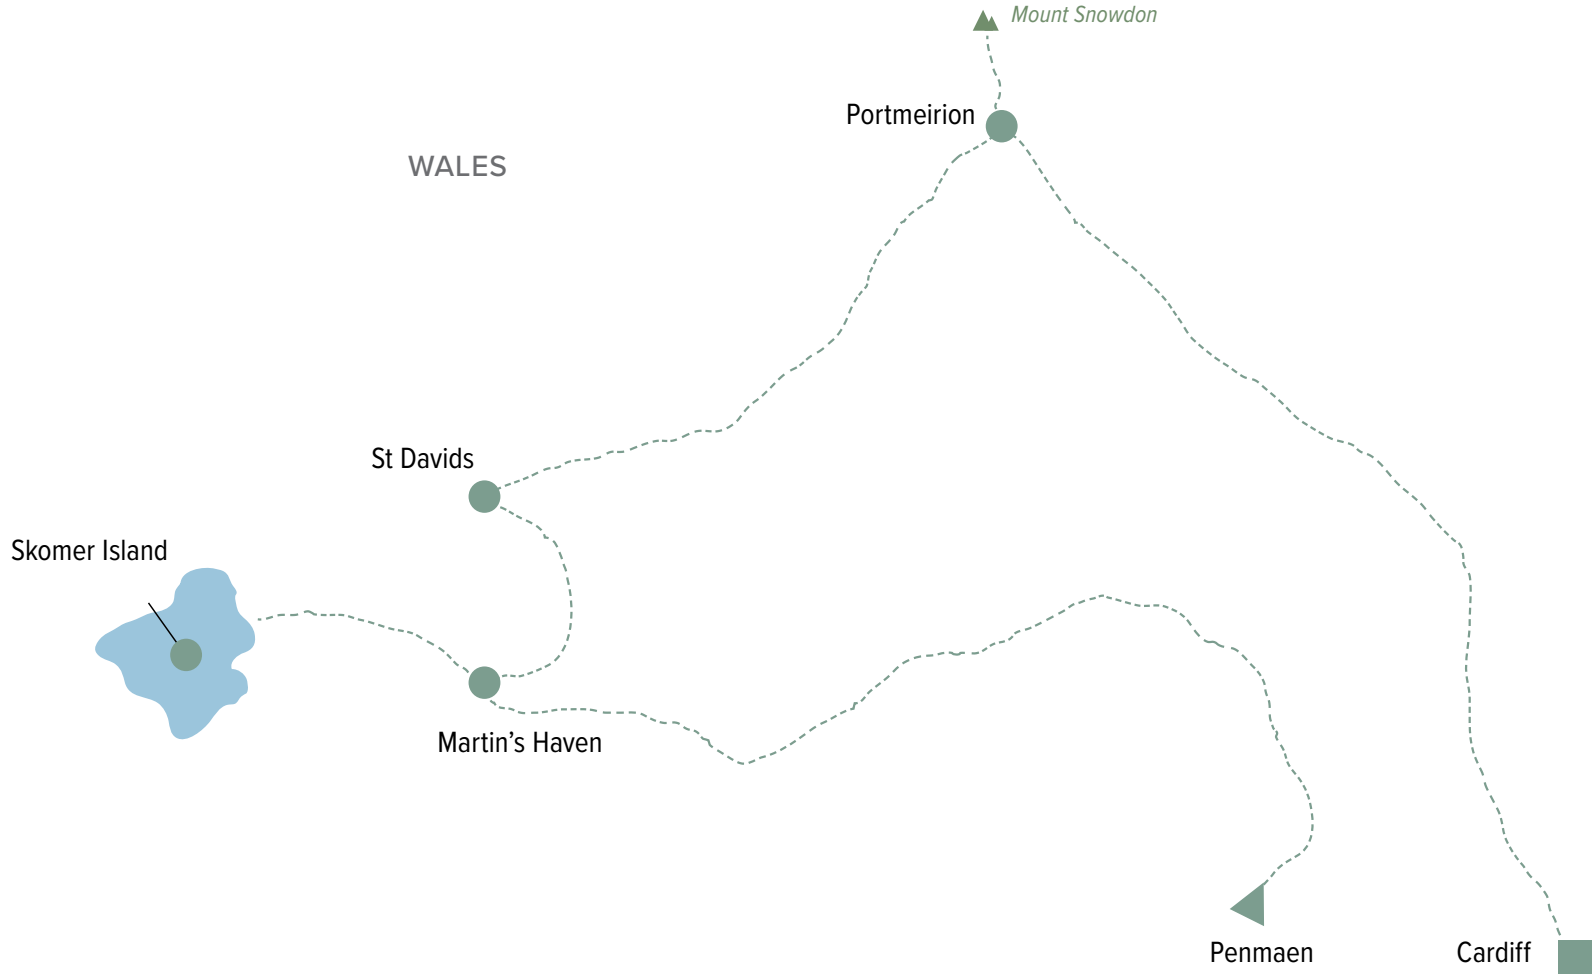 Mount Snowdon
Portmeirion
WALES
St Davids
Skomer Island
Martin’s Haven
Penmaen
Cardiff